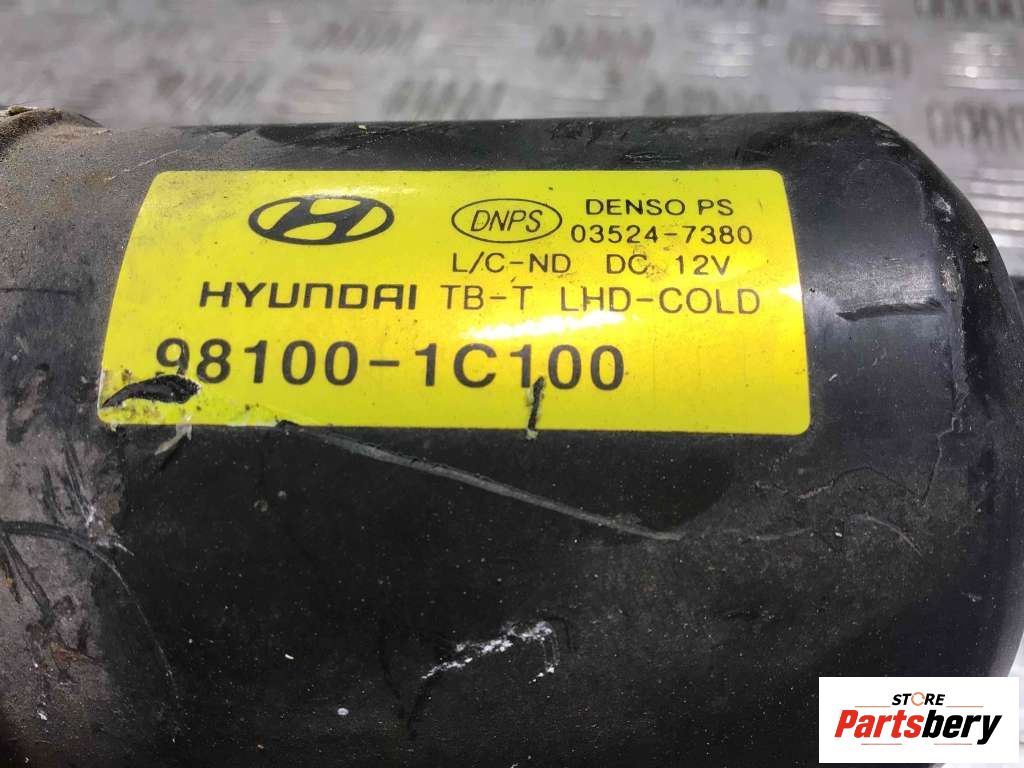 DNPS DENSO PS
03524-7380
L/C-ND DC 12V
HYUNDAI TB-T LHD-COLD
98100-1C100
STORE
Partsbery